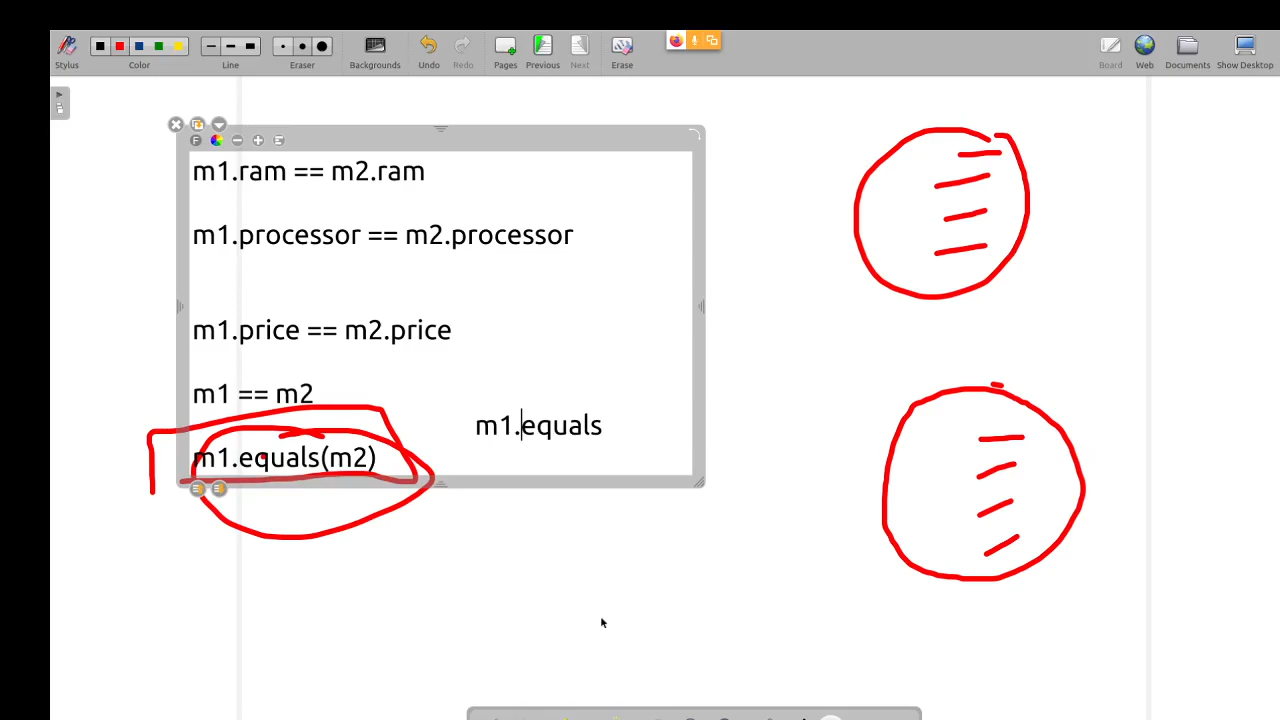 Stylus
Color
Line
Eraser
Backgrounds
Undo
Redo
Pages
Previous
Next
Erase
Board
Web
Documents
Show Desktop
F
m1.ram == m2.ram
m1.processor == m2.processor
m1.price == m2.price
m1 == m2
m1.equals
m1.equals(m2)